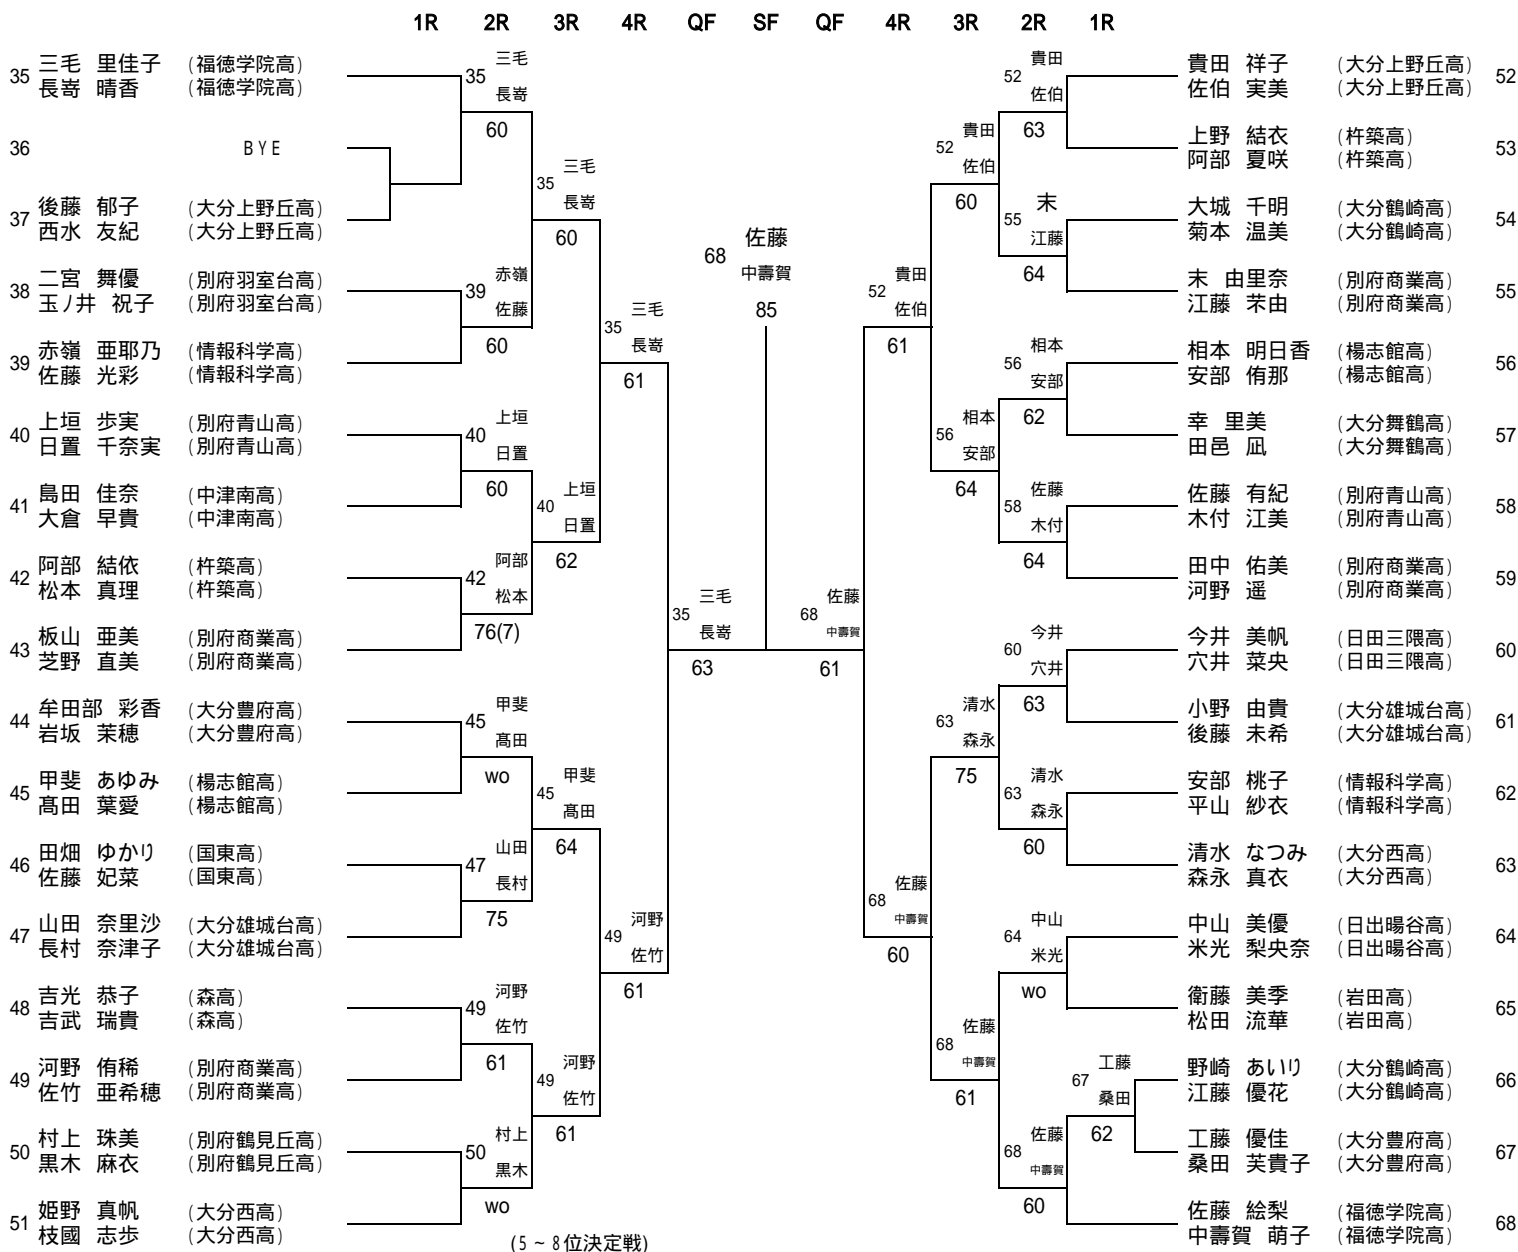 1R 2R 3R 4R QF SF QF 4R 3R 2R 1R
35 三毛 里佳子 (福徳学院高)
長嵜 晴香 (福徳学院高)
36 BYE
37 後藤 郁子 (大分上野丘高)
西水 友紀 (大分上野丘高)
38 二宮 舞優 (別府羽室台高)
玉ノ井 祝子 (別府羽室台高)
39 赤嶺 亜耶乃 (情報科学高)
佐藤 光彩 (情報科学高)
40 上垣 歩実 (別府青山高)
日置 千奈実 (別府青山高)
41 島田 佳奈 (中津南高)
大倉 早貴 (中津南高)
42 阿部 結依 (杵築高)
松本 真理 (杵築高)
43 板山 亜美 (別府商業高)
芝野 直美 (別府商業高)
44 牟田部 彩香 (大分豊府高)
岩坂 茉穂 (大分豊府高)
45 甲斐 あゆみ (楊志館高)
髙田 葉愛 (楊志館高)
46 田畑 ゆかり (国東高)
佐藤 妃菜 (国東高)
47 山田 奈里沙 (大分雄城台高)
長村 奈津子 (大分雄城台高)
48 吉光 恭子 (森高)
吉武 瑞貴 (森高)
49 河野 侑稀 (別府商業高)
佐竹 亜希穂 (別府商業高)
50 村上 珠美 (別府鶴見丘高)
黒木 麻衣 (別府鶴見丘高)
51 姫野 真帆 (大分西高)
枝國 志歩 (大分西高)
35 三毛
長嵜
60
39 赤嶺
佐藤
60
40 上垣
日置
60
42 阿部
松本
76(7)
45 甲斐
髙田
wo
47 山田
長村
75
49 河野
佐竹
61
50 村上
黒木
wo
35 三毛
長嵜
60
40 上垣
日置
62
45 甲斐
髙田
64
49 河野
佐竹
61
35 三毛
長嵜
61
49 河野
佐竹
61
35 三毛
長嵜
63
68 佐藤
中壽賀
85
68 佐藤
中壽賀
61
52 貴田
佐伯
61
68 佐藤
中壽賀
60
52 貴田
佐伯
60
56 相本
安部
64
63 清水
森永
75
68 佐藤
中壽賀
61
52 貴田
佐伯
63
55 末
江藤
64
56 相本
安部
62
58 佐藤
木付
64
60 今井
穴井
63
63 清水
森永
60
64 中山
米光
wo
68 佐藤
中壽賀
60
67 工藤
桑田
62
貴田 祥子 (大分上野丘高) 52
佐伯 実美 (大分上野丘高)
上野 結衣 (杵築高) 53
阿部 夏咲 (杵築高)
大城 千明 (大分鶴崎高) 54
菊本 温美 (大分鶴崎高)
末 由里奈 (別府商業高) 55
江藤 芣由 (別府商業高)
相本 明日香 (楊志館高) 56
安部 侑那 (楊志館高)
幸 里美 (大分舞鶴高) 57
田邑 凪 (大分舞鶴高)
佐藤 有紀 (別府青山高) 58
木付 江美 (別府青山高)
田中 佑美 (別府商業高) 59
河野 遥 (別府商業高)
今井 美帆 (日田三隈高) 60
穴井 菜央 (日田三隈高)
小野 由貴 (大分雄城台高) 61
後藤 未希 (大分雄城台高)
安部 桃子 (情報科学高) 62
平山 紗衣 (情報科学高)
清水 なつみ (大分西高) 63
森永 真衣 (大分西高)
中山 美優 (日出暘谷高) 64
米光 梨央奈 (日出暘谷高)
衛藤 美季 (岩田高) 65
松田 流華 (岩田高)
野崎 あいり (大分鶴崎高) 66
江藤 優花 (大分鶴崎高)
工藤 優佳 (大分豊府高) 67
桑田 芙貴子 (大分豊府高)
佐藤 絵梨 (福徳学院高) 68
中壽賀 萌子 (福徳学院高)
(5~8位決定戦)